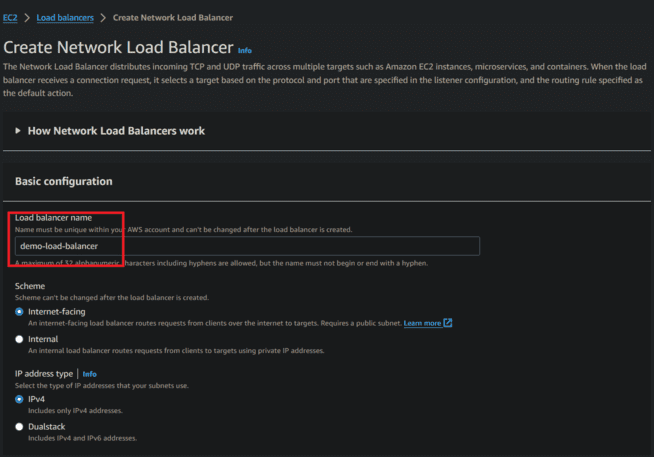 EC2 > Load balancers > Create Network Load Balancer
Create Network Load Balancer Info
The Network Load Balancer distributes incoming TCP and UDP traffic across multiple targets such as Amazon EC2 instances, microservices, and containers. When the load
balancer receives a connection request, it selects a target based on the protocol and port that are specified in the listener configuration, and the routing rule specified as
the default action.
How Network Load Balancers work
Basic configuration
Load balancer name
Name must be unique within your AWS account and can't be changed after the load balancer is created.
demo-load-balancer
A maximum of 32 alphanumeric characters including hyphens are allowed, but the name must not begin or end with a hyphen.
Scheme
Scheme can't be changed after the load balancer is created.
Internet-facing
An internet-facing load balancer routes requests from clients over the internet to targets. Requires a public subnet. Learn more
Internal
An internal load balancer routes requests from clients to targets using private IP addresses.
IP address type | Info
Select the type of IP addresses that your subnets use.
IPv4
Includes only IPv4 addresses.
Dualstack
Includes IPv4 and IPv6 addresses.